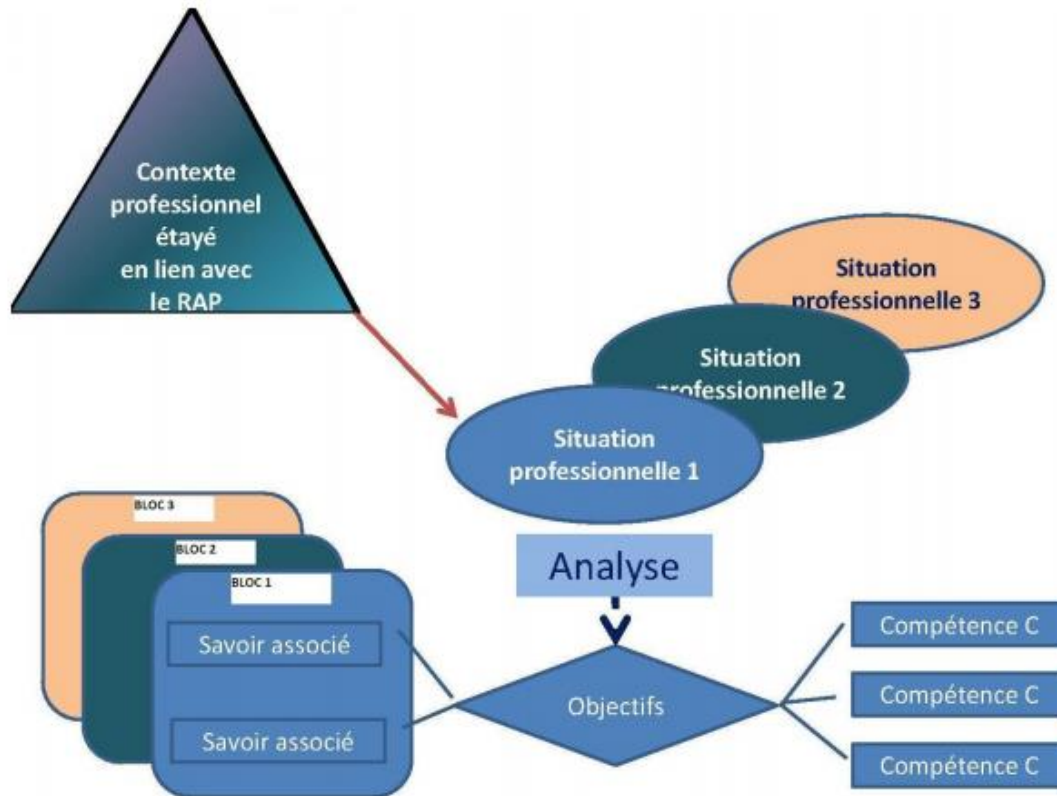 Contexte
professionnel
étayé
en lien avec
le RAP
Situation
professionnelle 3
Situation
professionnelle 2
Situation
professionnelle 1
Analyse
BLOC 3
BLOC 2
BLOC 1
Savoir associé
Savoir associé
Objectifs
Compétence C
Compétence C
Compétence C